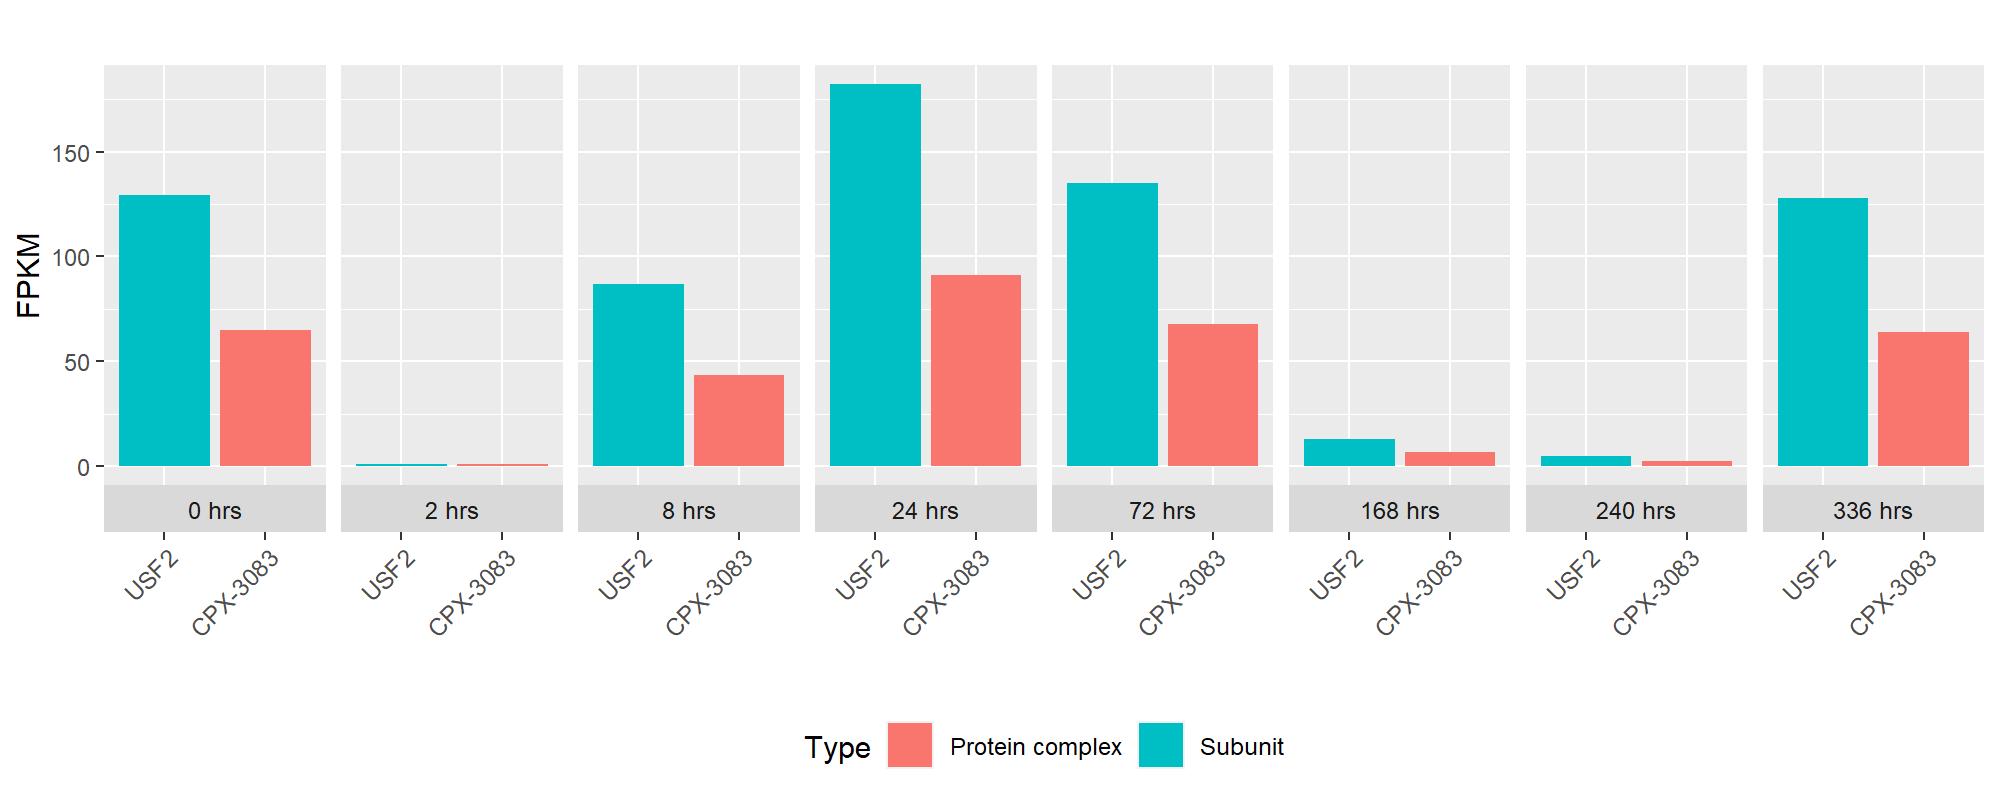 FPKM
150
100
50
0
0 hrs 2 hrs 8 hrs 24 hrs 72 hrs 168 hrs 240 hrs 336 hrs
USF2 CPX-3083 USF2 CPX-3083 USF2 CPX-3083 USF2 CPX-3083 USF2 CPX-3083 USF2 CPX-3083 USF2 CPX-3083 USF2 CPX-3083
Type Protein complex Subunit